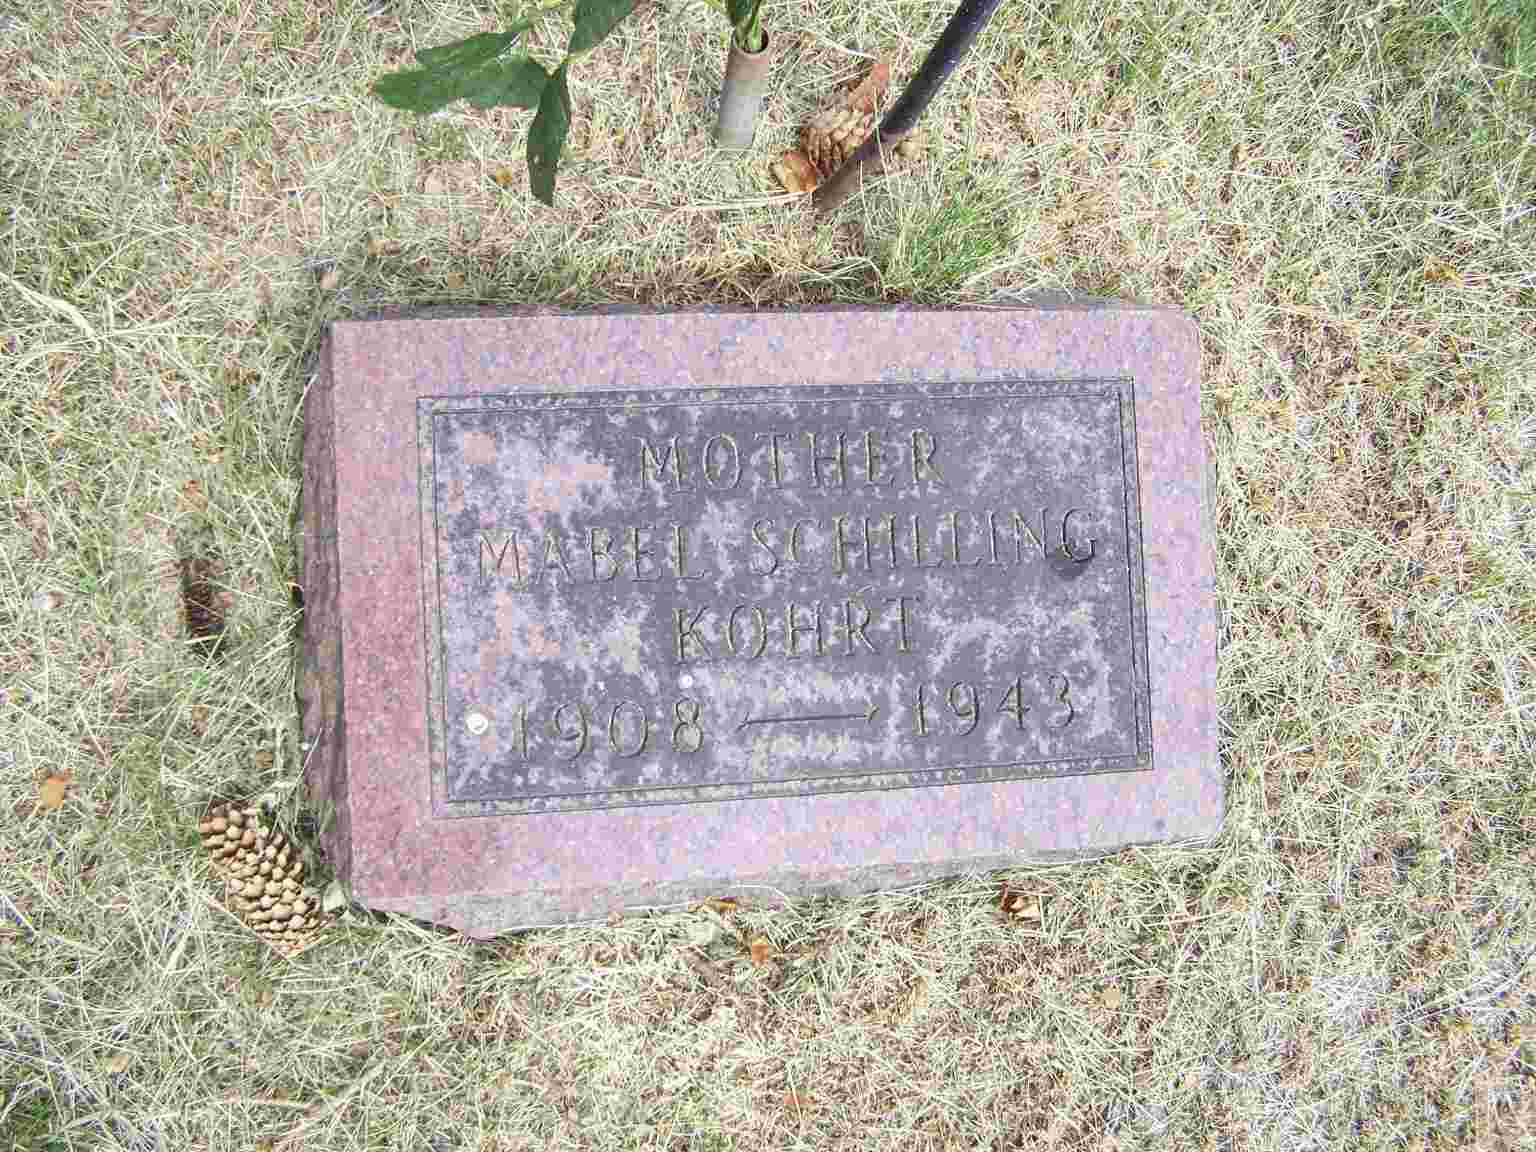 MOTHER
MABEL SCHILLING
KOHRT
1908 → 1943